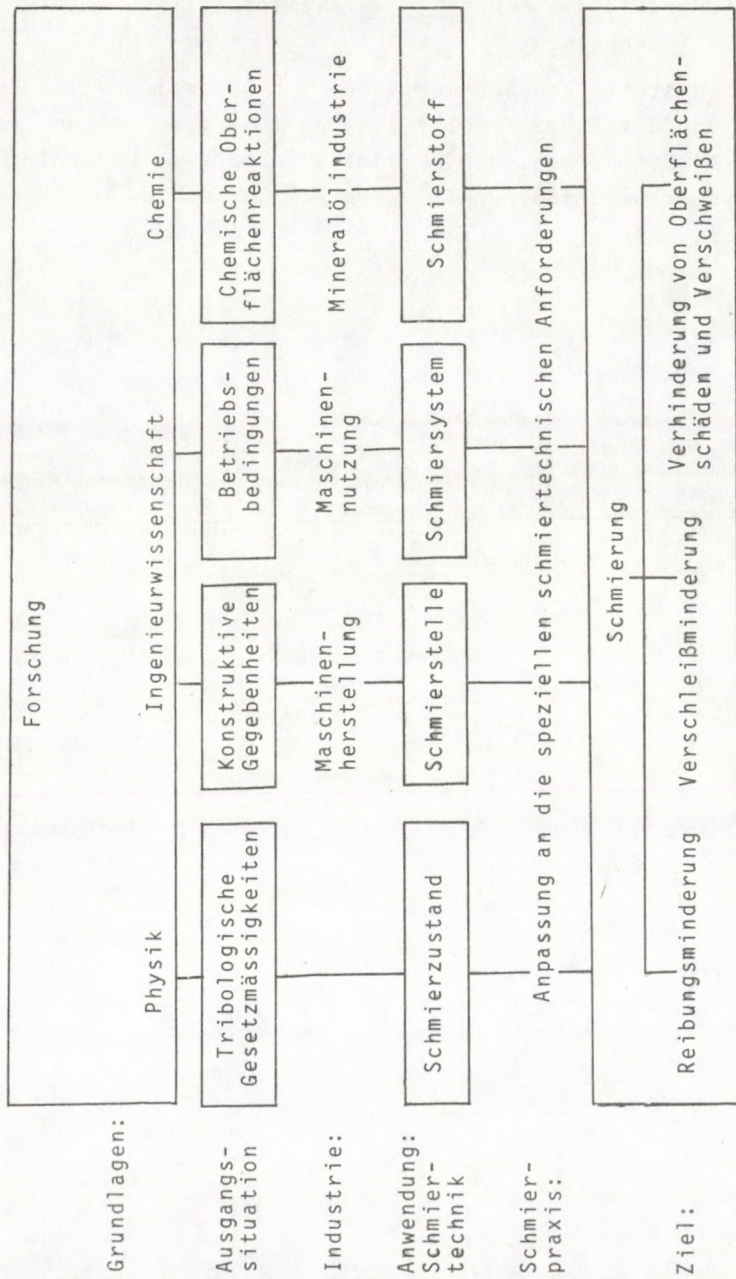 Grundlagen:
Forschung
Physik
Ingenieurwissenschaft
Chemie
Ausgangs-
situation
Tribologische
Gesetzmässigkeiten
Konstruktive
Gegebenheiten
Betriebs-
bedingungen
Chemische Ober-
flächeneaktionen
Industrie:
Maschinen-
herstellung
Maschinen-
nutzung
Mineralölindustrie
Anwendung:
Schmier-
technik
Schmierzustand
Schmierstelle
Schmiersystem
Schmierstoff
Schmier-
praxis:
Anpassung an die speziellen schmiertechnischen Anforderungen
Ziel:
Schmierung
Reibungsminderung
Verschleißminderung
Verhinderung von Oberflächen-
schäden und Verschweißen